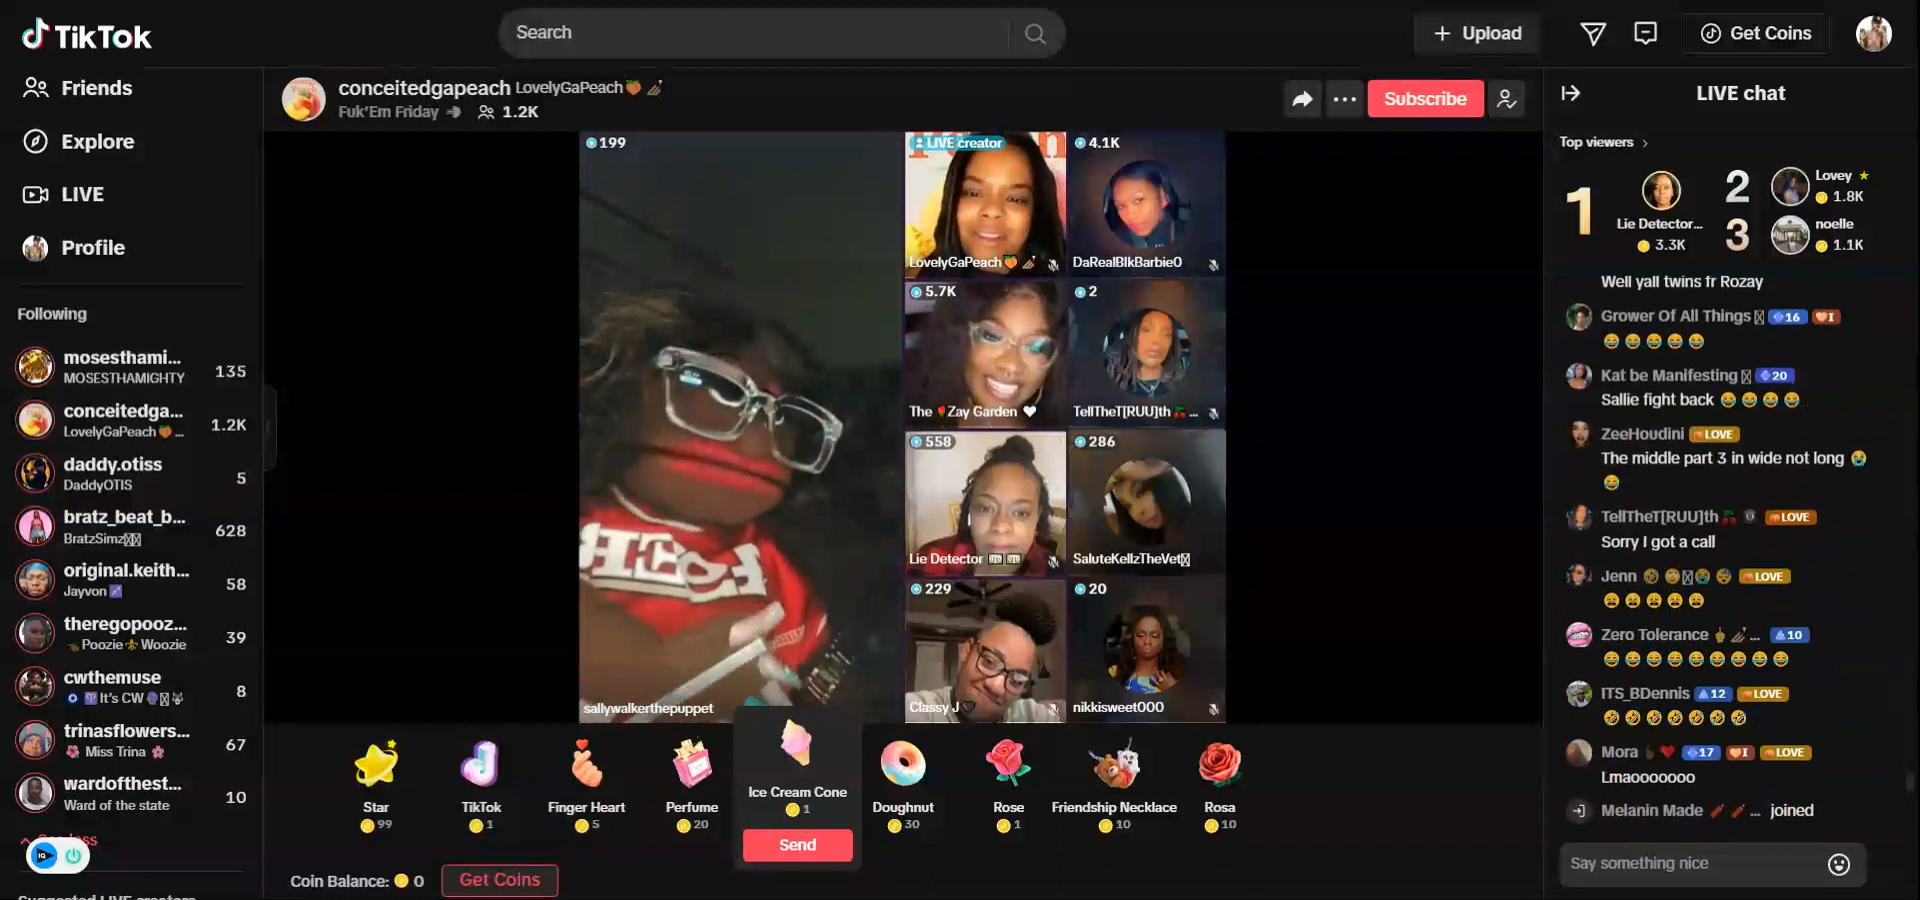 TikTok
Search
Upload
Get Coins
Friends
Explore
LIVE
Profile
Following
mosesthami...
MOSESTHAMIGHTY
135
conceitedga...
LovelyGaPeach🍑 ...
1.2K
daddy.otiss
DaddyOTIS
5
bratz_beat_b...
BratzSimz
628
original.keith...
Jayvon
58
theregopooz...
Poozie⚜️Woozie
39
cwthemuse
It's CW
8
trinasflowers...
🌸 Miss Trina 🌸
67
wardofthest...
Ward of the state
10
conceitedgapeach LovelyGaPeach🍑💅🏾
Fuk'Em Friday
1.2K
Subscribe
199
sallywalkerthepuppet
LIVE creator
LovelyGaPeach🍑💅🏾
4.1K
DaRealBlkBarbie0
5.7K
The 🌹Zay Garden 🤍
2
TellTheT[RUU]th🍒 ...
558
Lie Detector
286
SaluteKellzTheVet
229
Classy J🖤
20
nikkisweet000
Star
99
TikTok
1
Finger Heart
5
Perfume
20
Ice Cream Cone
1
Send
Doughnut
30
Rose
1
Friendship Necklace
10
Rosa
10
Coin Balance: 0
Get Coins
LIVE chat
Top viewers
1
Lie Detector...
3.3K
2
Lovey ⭐
1.8K
3
noelle
1.1K
Well yall twins fr Rozay
Grower Of All Things 16 I
😂😂😂😂😂
Kat be Manifesting 20
Sallie fight back 😂😂😂😂
ZeeHoudini LOVE
The middle part 3 in wide not long 😭
😂
TellTheT[RUU]th🍒 LOVE
Sorry I got a call
Jenn LOVE
😩😩😩😩😩
Zero Tolerance ... 10
😂😂😂😂😂😂😂😂😂
ITS_BDennis 12 LOVE
🤣🤣🤣🤣🤣🤣🤣
Mora 17 I LOVE
Lmaooooooo
Melanin Made ... joined
Say something nice